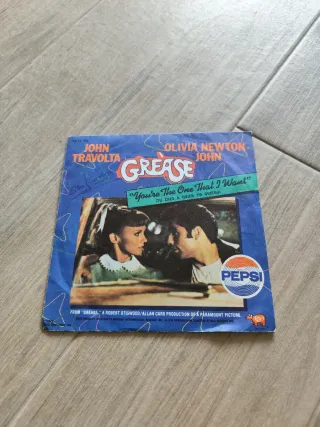 JOHN
TRAVOLTA
OLIVIA NEWTON
JOHN
GREASE
"You're The One That I Want"
PEPSI
FROM "GREASE," A ROBERT STIGWOOD/ALLAN CARR PRODUCTION OF A PARAMOUNT PICTURE.